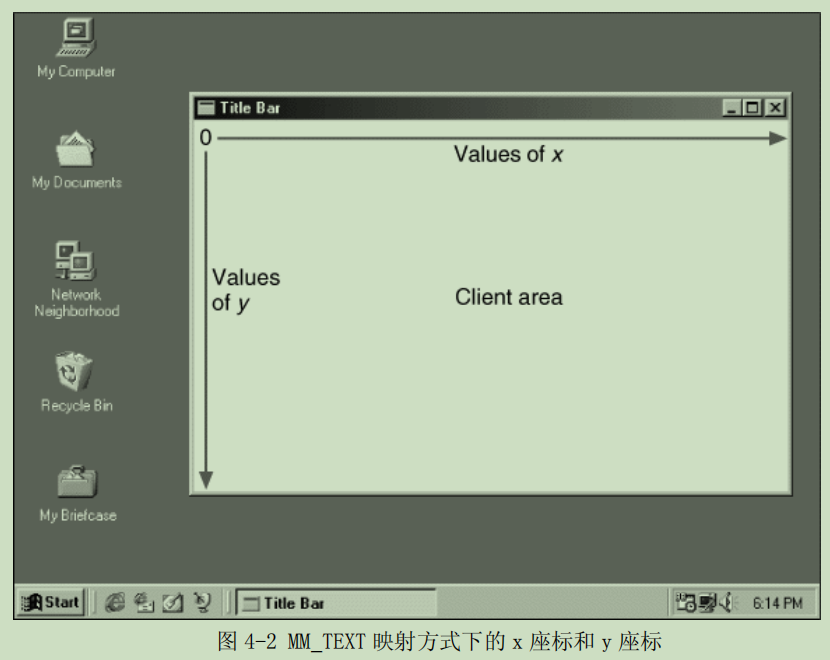 My Computer
Title Bar
0
Values of x
My Documents
Values
of y
Client area
Network
Neighborhood
Recycle Bin
My Briefcase
Start
Title Bar
6:14 PM
图 4-2 MM_TEXT 映射方式下的 x 座标和 y 座标